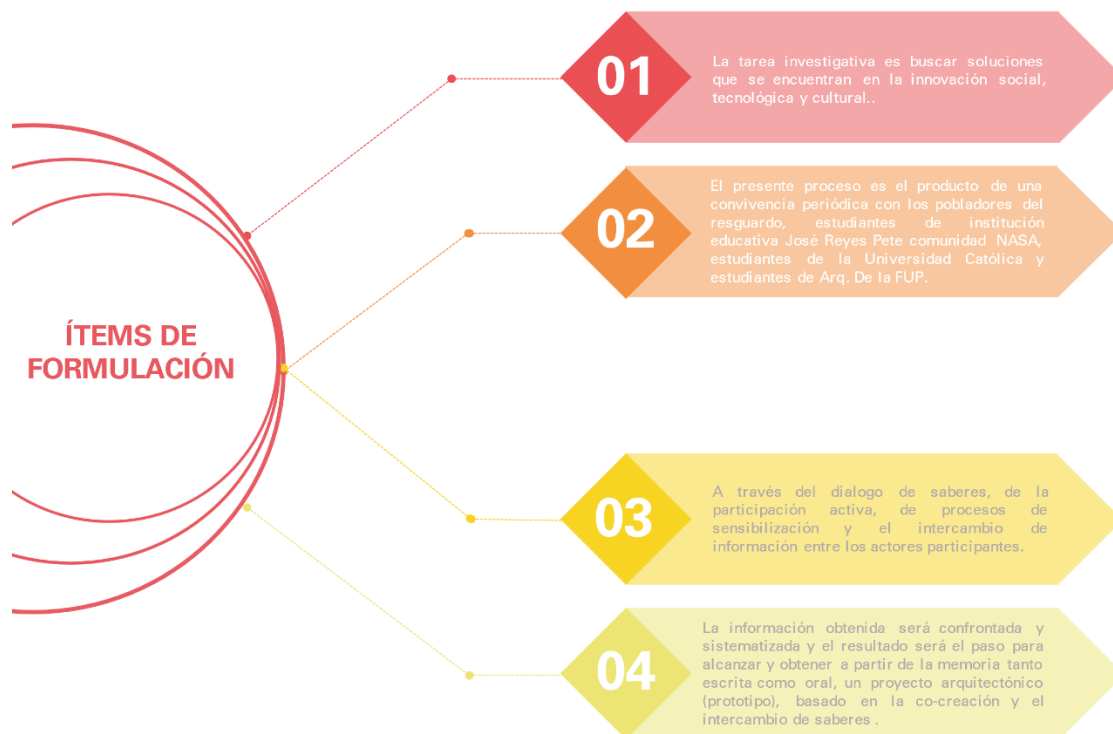 ÍTEMS DE
FORMULACIÓN
01
La tarea investigativa es buscar soluciones
que se encuentran en la innovación social,
tecnológica y cultural..
02
El presente proceso es el producto de una
convivencia periódica con los pobladores del
resguardo, estudiantes de institución
educativa José Reyes Pete comunidad NASA,
estudiantes de la Universidad Católica y
estudiantes de Arq. De la FUP.
03
A través del dialogo de saberes, de la
participación activa, de procesos de
sensibilización y el intercambio de
información entre los actores participantes.
04
La información obtenida será confrontada y
sistematizada y el resultado será el paso para
alcanzar y obtener a partir de la memoria tanto
escrita como oral, un proyecto arquitectónico
(prototipo), basado en la co-creación y el
intercambio de saberes .